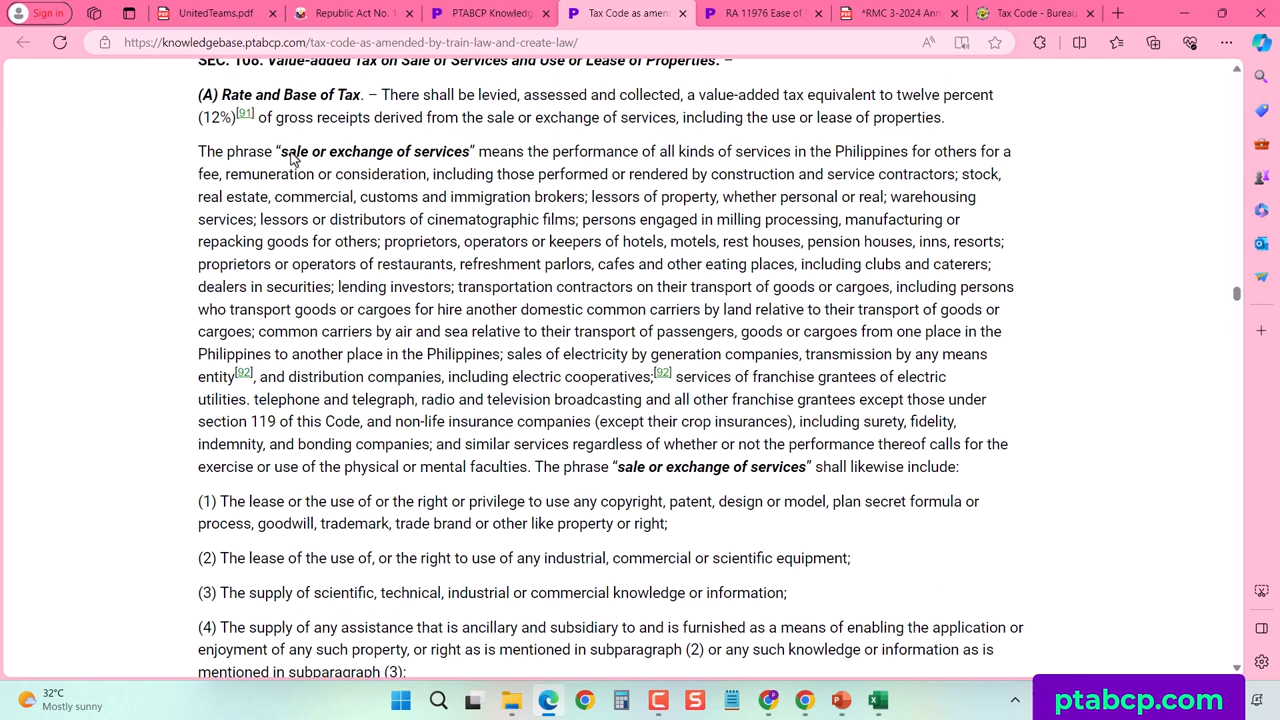 Sign in
UnitedTeams.pdf
Republic Act No. 1
PTABCP Knowledg
Tax Code as amen
RA 11976 Ease of
*RMC 3-2024 Ann
Tax Code - Bureau
https://knowledgebase.ptabcp.com/tax-code-as-amended-by-train-law-and-create-law/
SEC. 108. Value-added Tax on Sale of Services and Use or Lease of Properties. –
(A) Rate and Base of Tax. – There shall be levied, assessed and collected, a value-added tax equivalent to twelve percent
(12%)[91] of gross receipts derived from the sale or exchange of services, including the use or lease of properties.
The phrase “sale or exchange of services” means the performance of all kinds of services in the Philippines for others for a
fee, remuneration or consideration, including those performed or rendered by construction and service contractors; stock,
real estate, commercial, customs and immigration brokers; lessors of property, whether personal or real; warehousing
services; lessors or distributors of cinematographic films; persons engaged in milling processing, manufacturing or
repacking goods for others; proprietors, operators or keepers of hotels, motels, rest houses, pension houses, inns, resorts;
proprietors or operators of restaurants, refreshment parlors, cafes and other eating places, including clubs and caterers;
dealers in securities; lending investors; transportation contractors on their transport of goods or cargoes, including persons
who transport goods or cargoes for hire another domestic common carriers by land relative to their transport of goods or
cargoes; common carriers by air and sea relative to their transport of passengers, goods or cargoes from one place in the
Philippines to another place in the Philippines; sales of electricity by generation companies, transmission by any means
entity[92], and distribution companies, including electric cooperatives;[92] services of franchise grantees of electric
utilities. telephone and telegraph, radio and television broadcasting and all other franchise grantees except those under
section 119 of this Code, and non-life insurance companies (except their crop insurances), including surety, fidelity,
indemnity, and bonding companies; and similar services regardless of whether or not the performance thereof calls for the
exercise or use of the physical or mental faculties. The phrase “sale or exchange of services” shall likewise include:
(1) The lease or the use of or the right or privilege to use any copyright, patent, design or model, plan secret formula or
process, goodwill, trademark, trade brand or other like property or right;
(2) The lease of the use of, or the right to use of any industrial, commercial or scientific equipment;
(3) The supply of scientific, technical, industrial or commercial knowledge or information;
(4) The supply of any assistance that is ancillary and subsidiary to and is furnished as a means of enabling the application or
enjoyment of any such property, or right as is mentioned in subparagraph (2) or any such knowledge or information as is
mentioned in subparagraph (3);
32°C
Mostly sunny
ptabcp.com